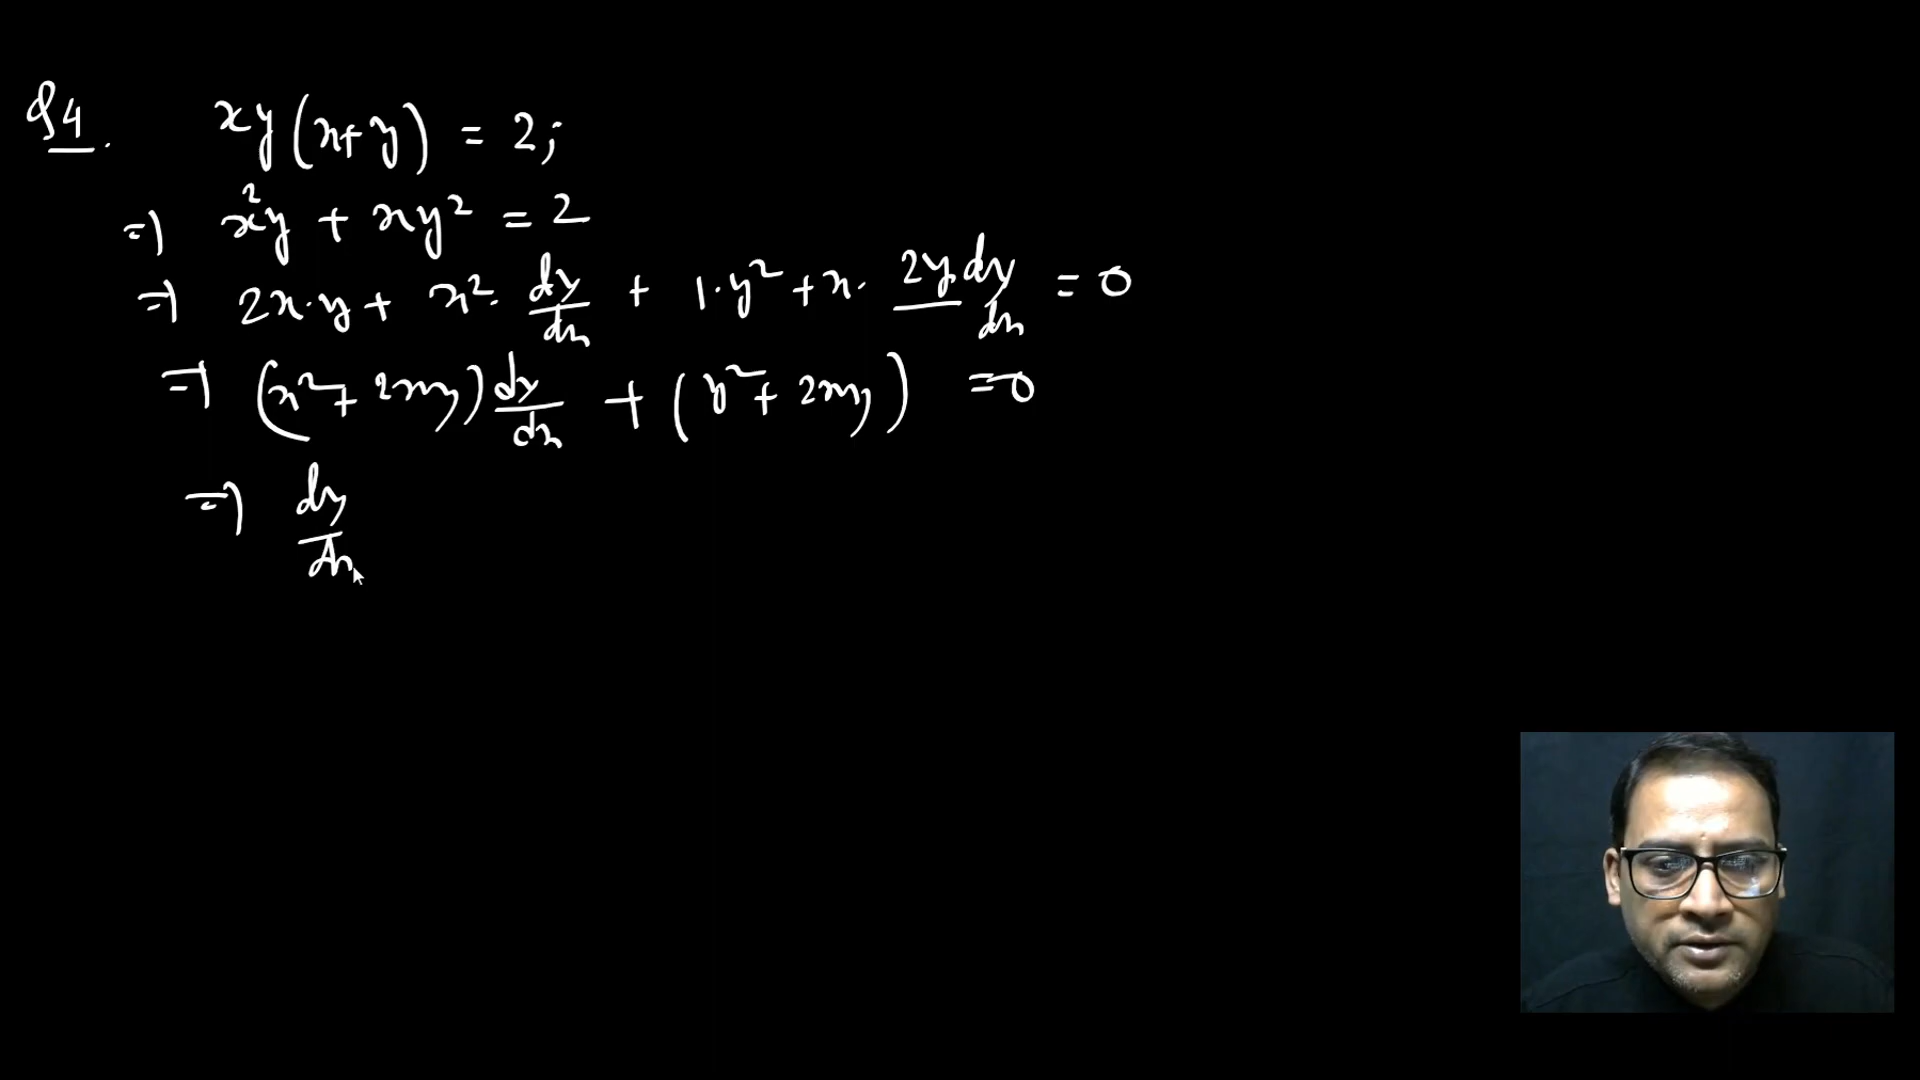 Q4. xy(x+y) = 2;
⇒ x²y + xy² = 2
⇒ 2x·y + x²·dy/dx + 1·y² + x·2y dy/dx = 0
⇒ (x² + 2xy) dy/dx + (y² + 2xy) = 0
⇒ dy/dx